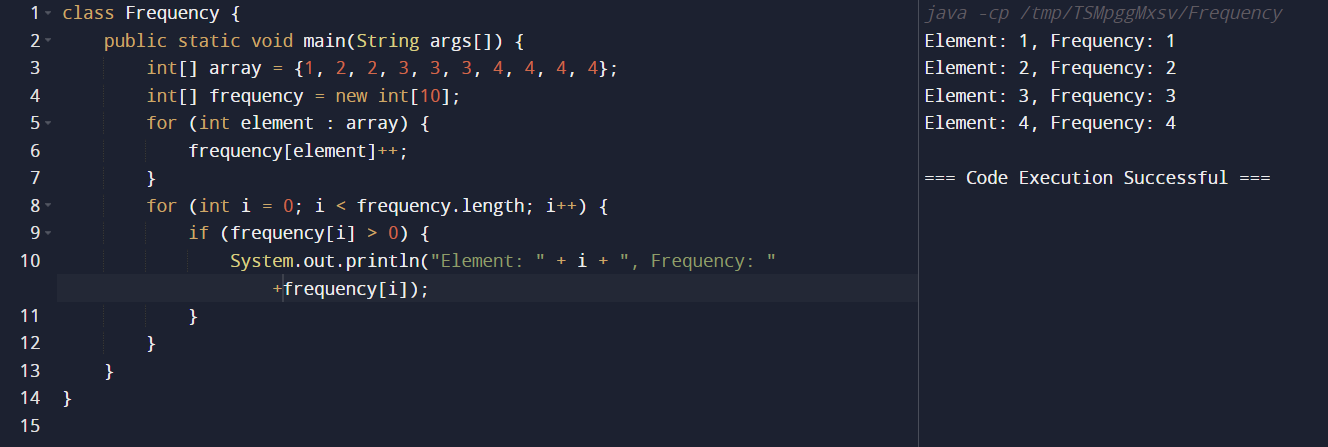 1 class Frequency {
2     public static void main(String args[]) {
3         int[] array = {1, 2, 2, 3, 3, 3, 4, 4, 4, 4};
4         int[] frequency = new int[10];
5         for (int element : array) {
6             frequency[element]++;
7         }
8         for (int i = 0; i < frequency.length; i++) {
9             if (frequency[i] > 0) {
10                 System.out.println("Element: " + i + ", Frequency: "
                    +frequency[i]);
11             }
12         }
13     }
14 }
15
java -cp /tmp/TSMpggMxsv/Frequency
Element: 1, Frequency: 1
Element: 2, Frequency: 2
Element: 3, Frequency: 3
Element: 4, Frequency: 4
=== Code Execution Successful ===